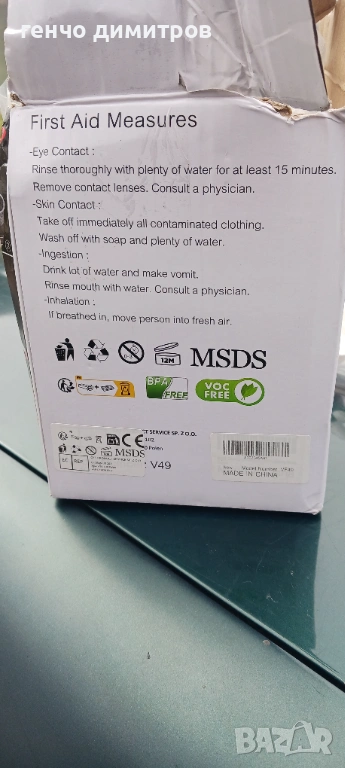 генчо димитров
First Aid Measures
-Eye Contact :
Rinse thoroughly with plenty of water for at least 15 minutes.
Remove contact lenses. Consult a physician.
-Skin Contact :
Take off immediately all contaminated clothing.
Wash off with soap and plenty of water.
-Ingestion :
Drink lot of water and make vomit.
Rinse mouth with water. Consult a physician.
-Inhalation :
If breathed in, move person into fresh air.
12M MSDS
BPA FREE
VOC FREE
SERVICE SP. Z O.O.
CE
MSDS
: V49
MADE IN CHINA
BAZAR